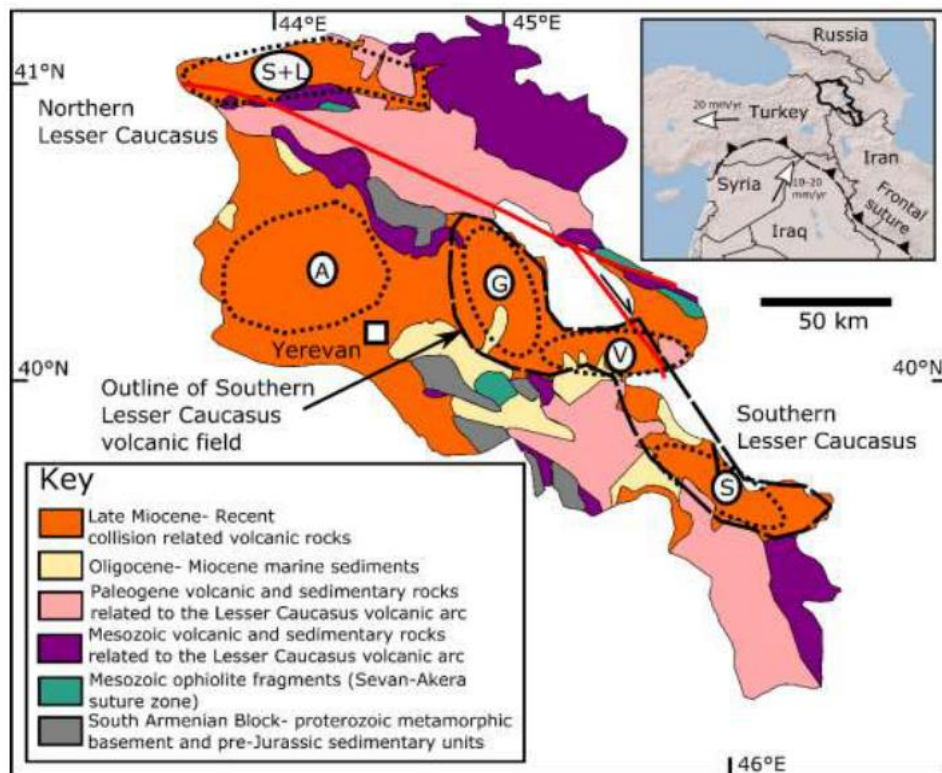 44°E
45°E
41°N
S+L
Northern
Lesser Caucasus
Russia
20 mm/yr
Turkey
Iran
Syria
10-20
mm/yr
Iraq
Frontal
suture
A
G
50 km
Yerevan
40°N
V
40°N
Outline of Southern
Lesser Caucasus
volcanic field
Southern
Lesser Caucasus
S
Key
Late Miocene- Recent
collision related volcanic rocks
Oligocene- Miocene marine sediments
Paleogene volcanic and sedimentary rocks
related to the Lesser Caucasus volcanic arc
Mesozoic volcanic and sedimentary rocks
related to the Lesser Caucasus volcanic arc
Mesozoic ophiolite fragments (Sevan-Akera
suture zone)
South Armenian Block- proterozoic metamorphic
basement and pre-Jurassic sedimentary units
46°E